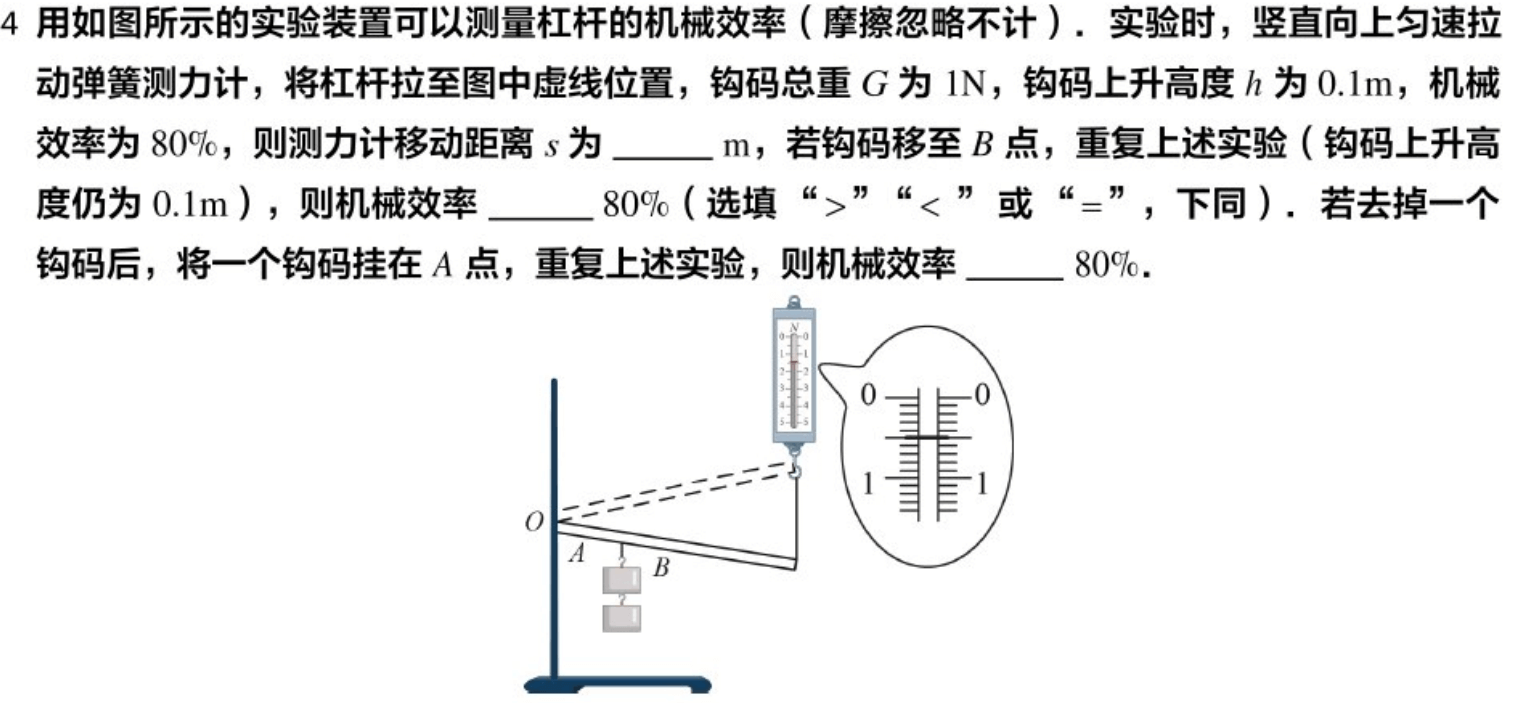 4 用如图所示的实验装置可以测量杠杆的机械效率（摩擦忽略不计）．实验时，竖直向上匀速拉
动弹簧测力计，将杠杆拉至图中虚线位置，钩码总重 G 为 1N，钩码上升高度 h 为 0.1m，机械
效率为 80%，则测力计移动距离 s 为 _____ m，若钩码移至 B 点，重复上述实验（钩码上升高
度仍为 0.1m），则机械效率 _____ 80%（选填“>”“<”或“=”，下同）．若去掉一个
钩码后，将一个钩码挂在 A 点，重复上述实验，则机械效率 _____ 80%．
N
0 0
1 1
2 2
3 3
4 4
5 5
0 0
1 1
O
A
B